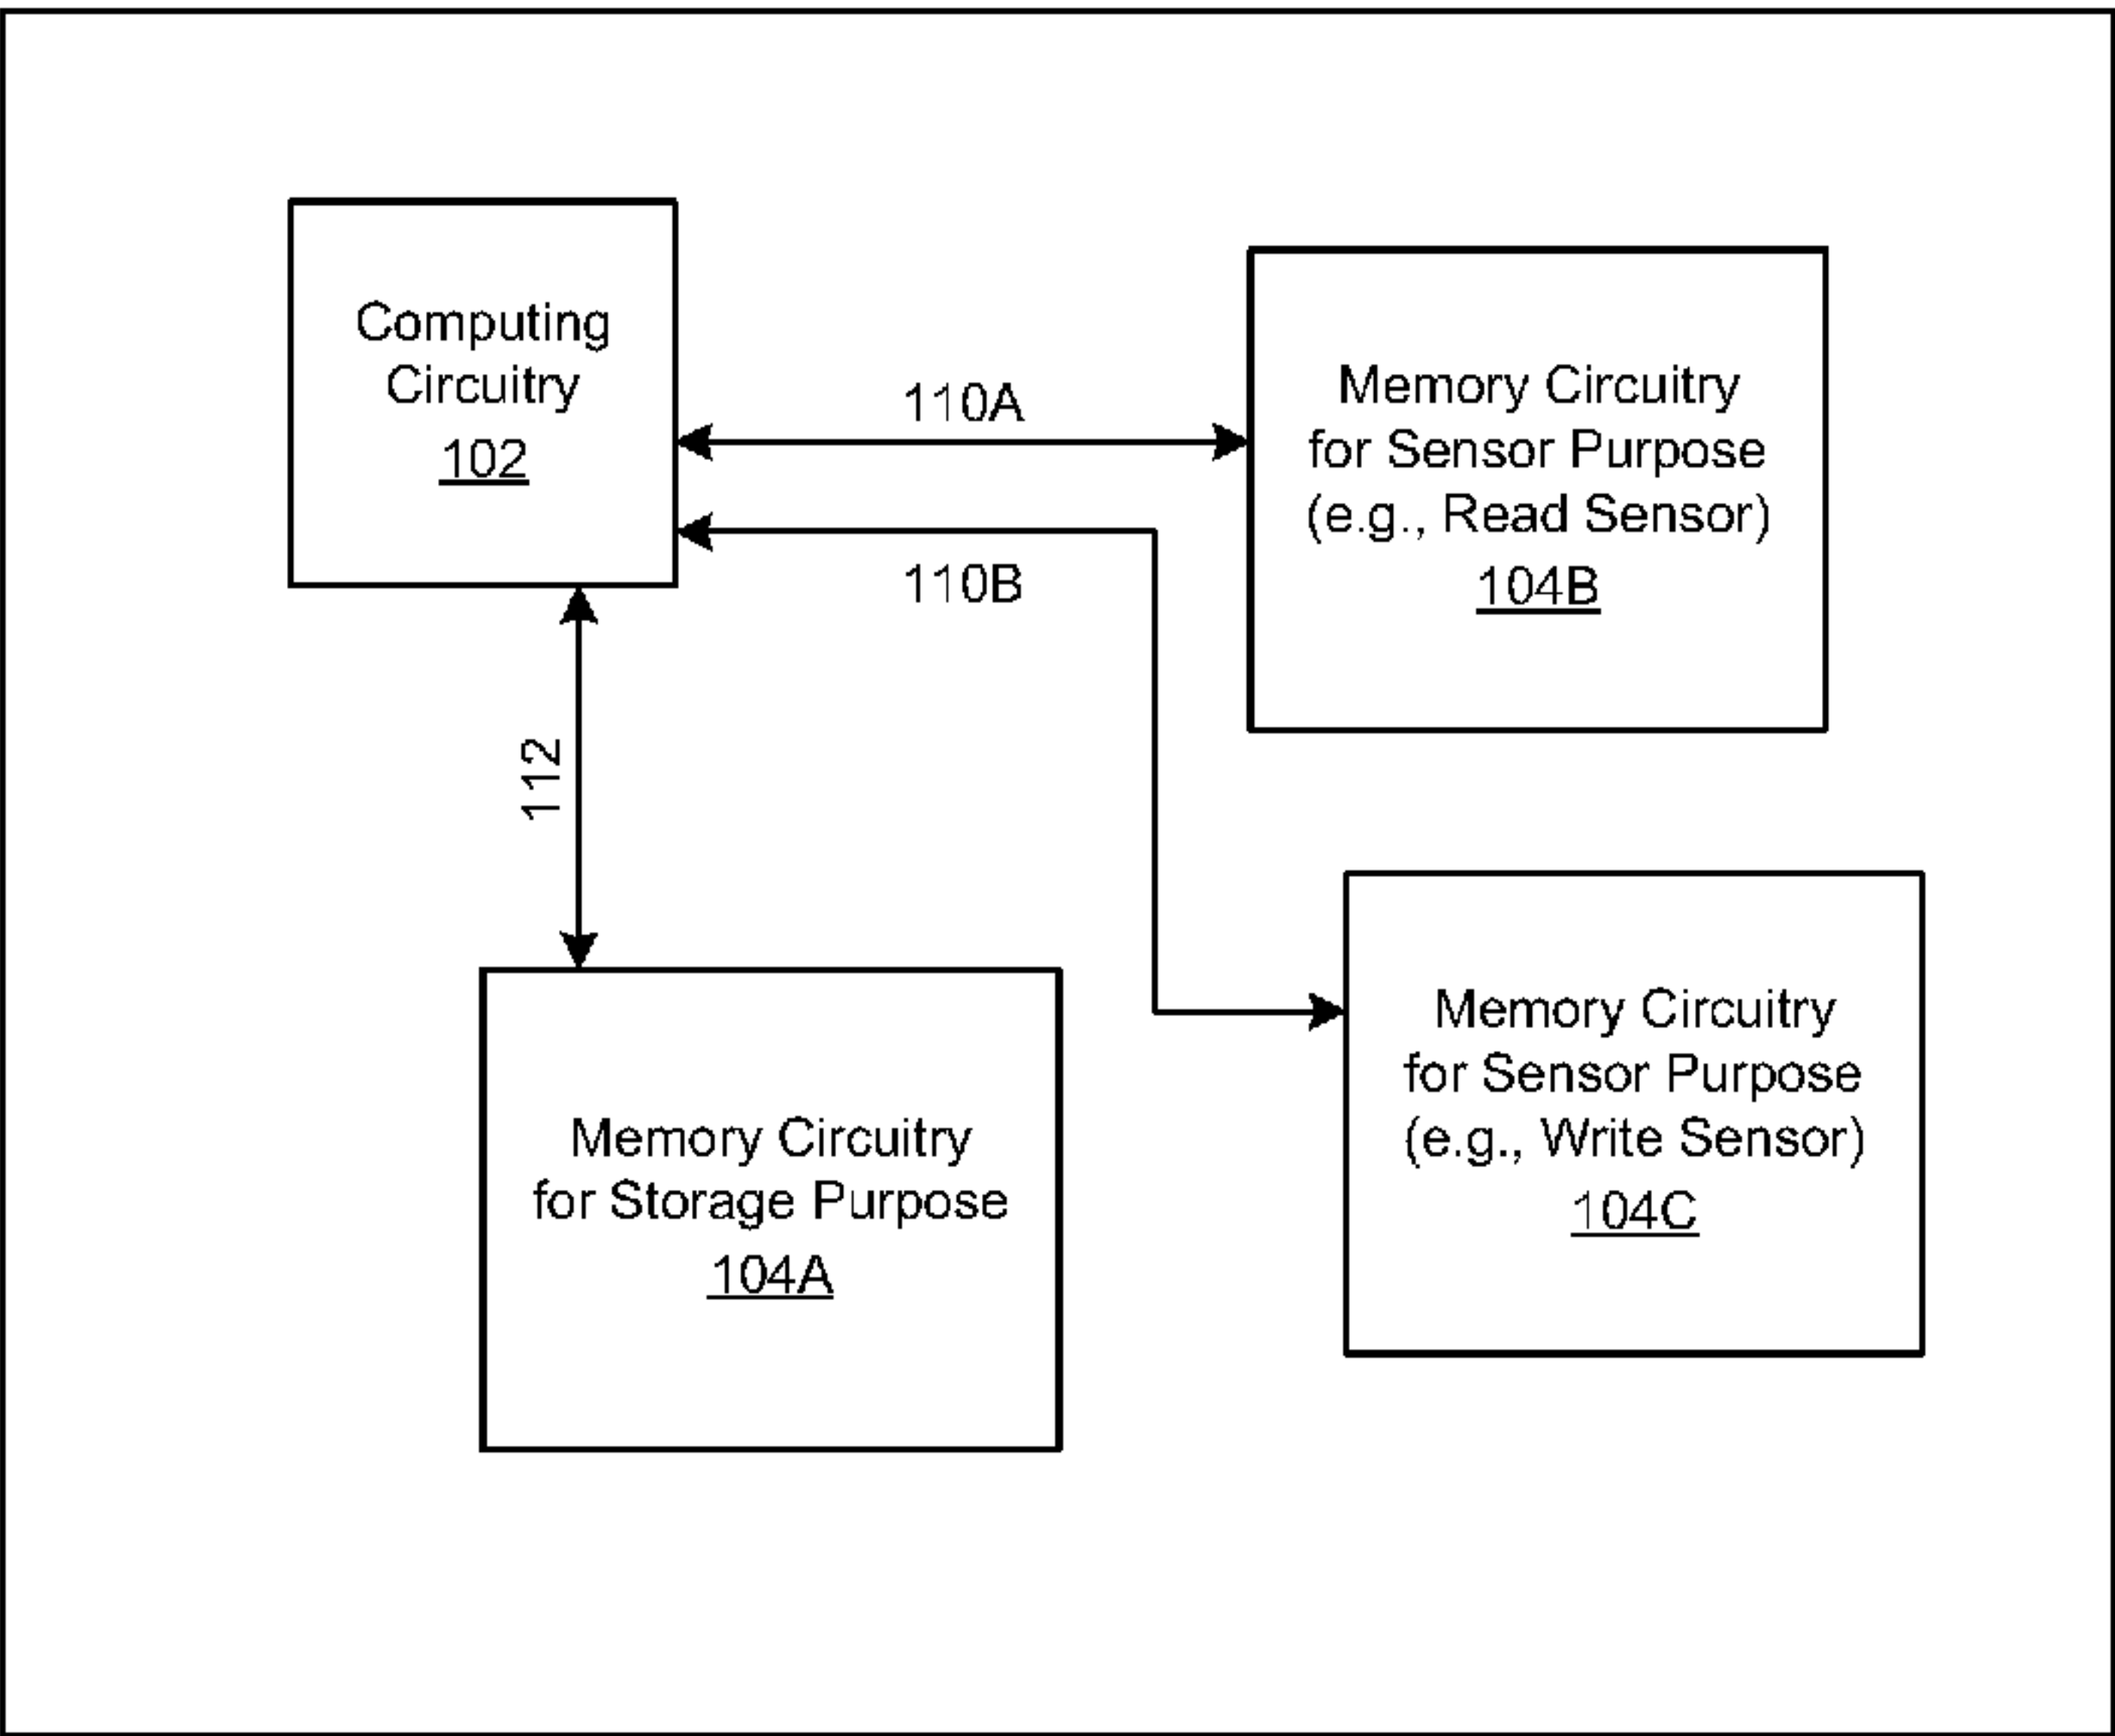 Computing
Circuitry
102
110A
110B
Memory Circuitry
for Sensor Purpose
(e.g., Read Sensor)
104B
112
Memory Circuitry
for Storage Purpose
104A
Memory Circuitry
for Sensor Purpose
(e.g., Write Sensor)
104C